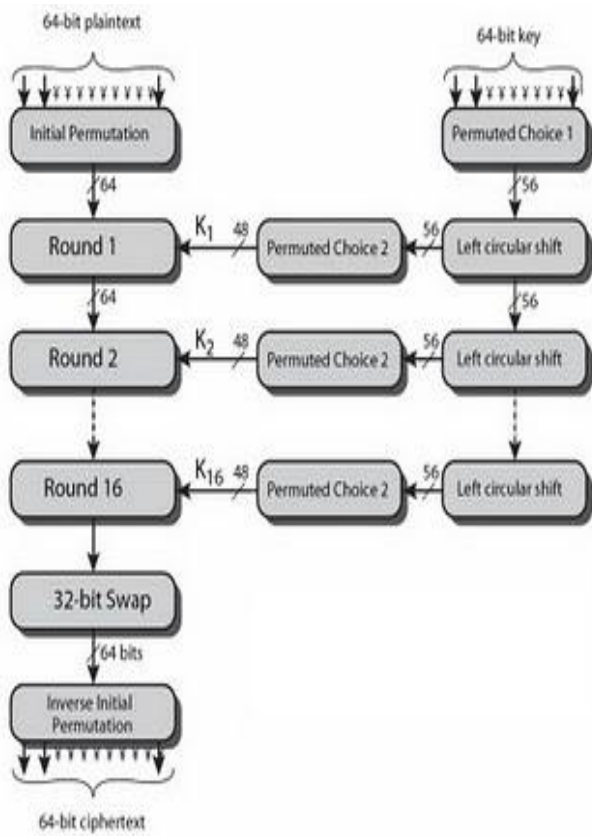 64-bit plaintext
64-bit key
Initial Permutation
Permuted Choice 1
64
56
Round 1
K1
48
Permuted Choice 2
56
Left circular shift
64
56
Round 2
K2
48
Permuted Choice 2
56
Left circular shift
Round 16
K16
48
Permuted Choice 2
56
Left circular shift
32-bit Swap
64 bits
Inverse Initial
Permutation
64-bit ciphertext